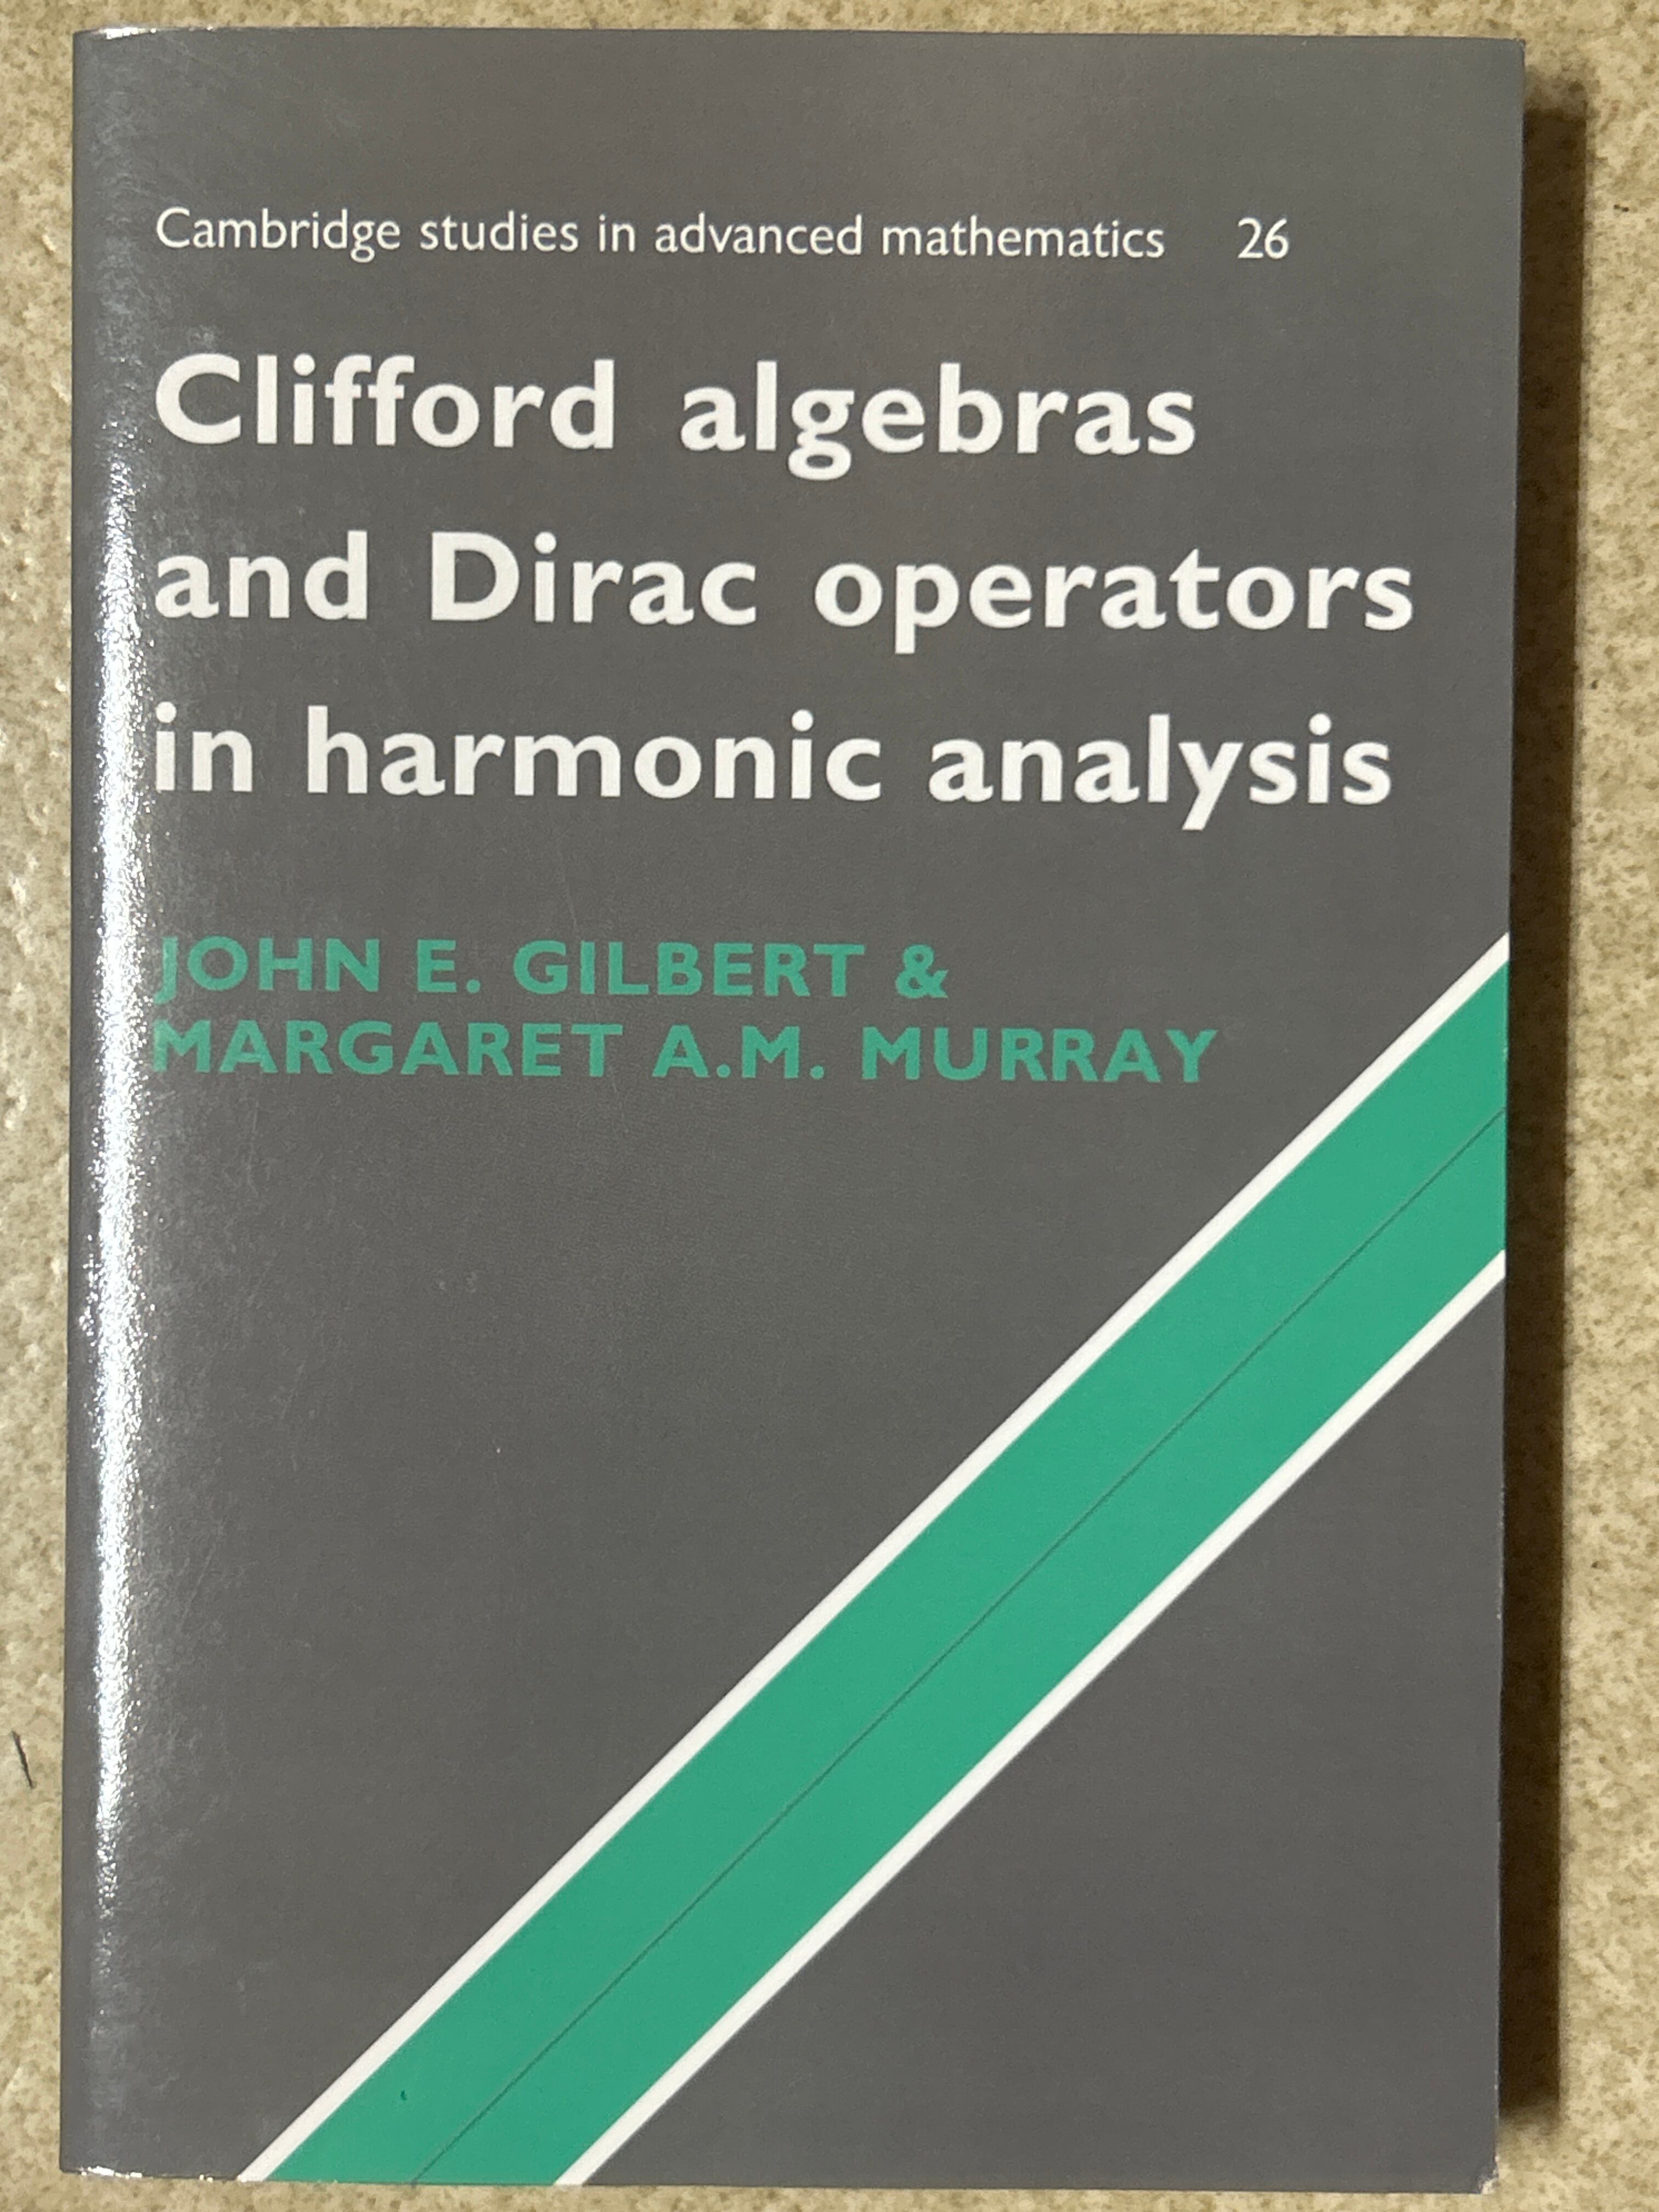 Cambridge studies in advanced mathematics 26
Clifford algebras
and Dirac operators
in harmonic analysis
JOHN E. GILBERT &
MARGARET A.M. MURRAY